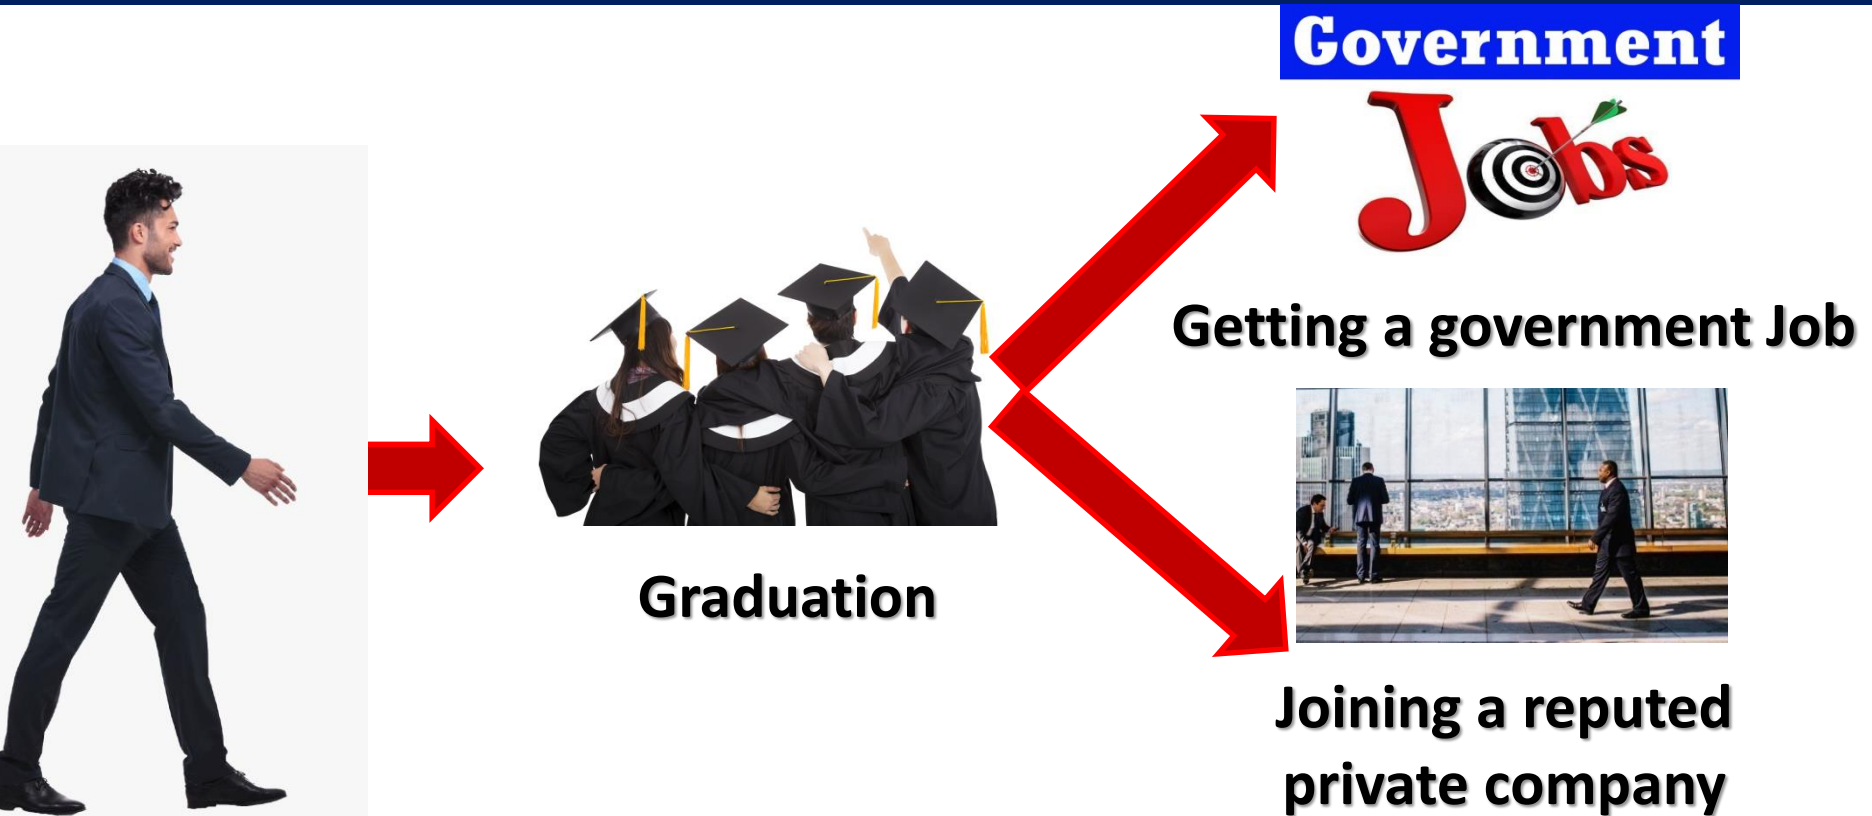 Government
Jobs
Getting a government Job
Graduation
Joining a reputed
private company